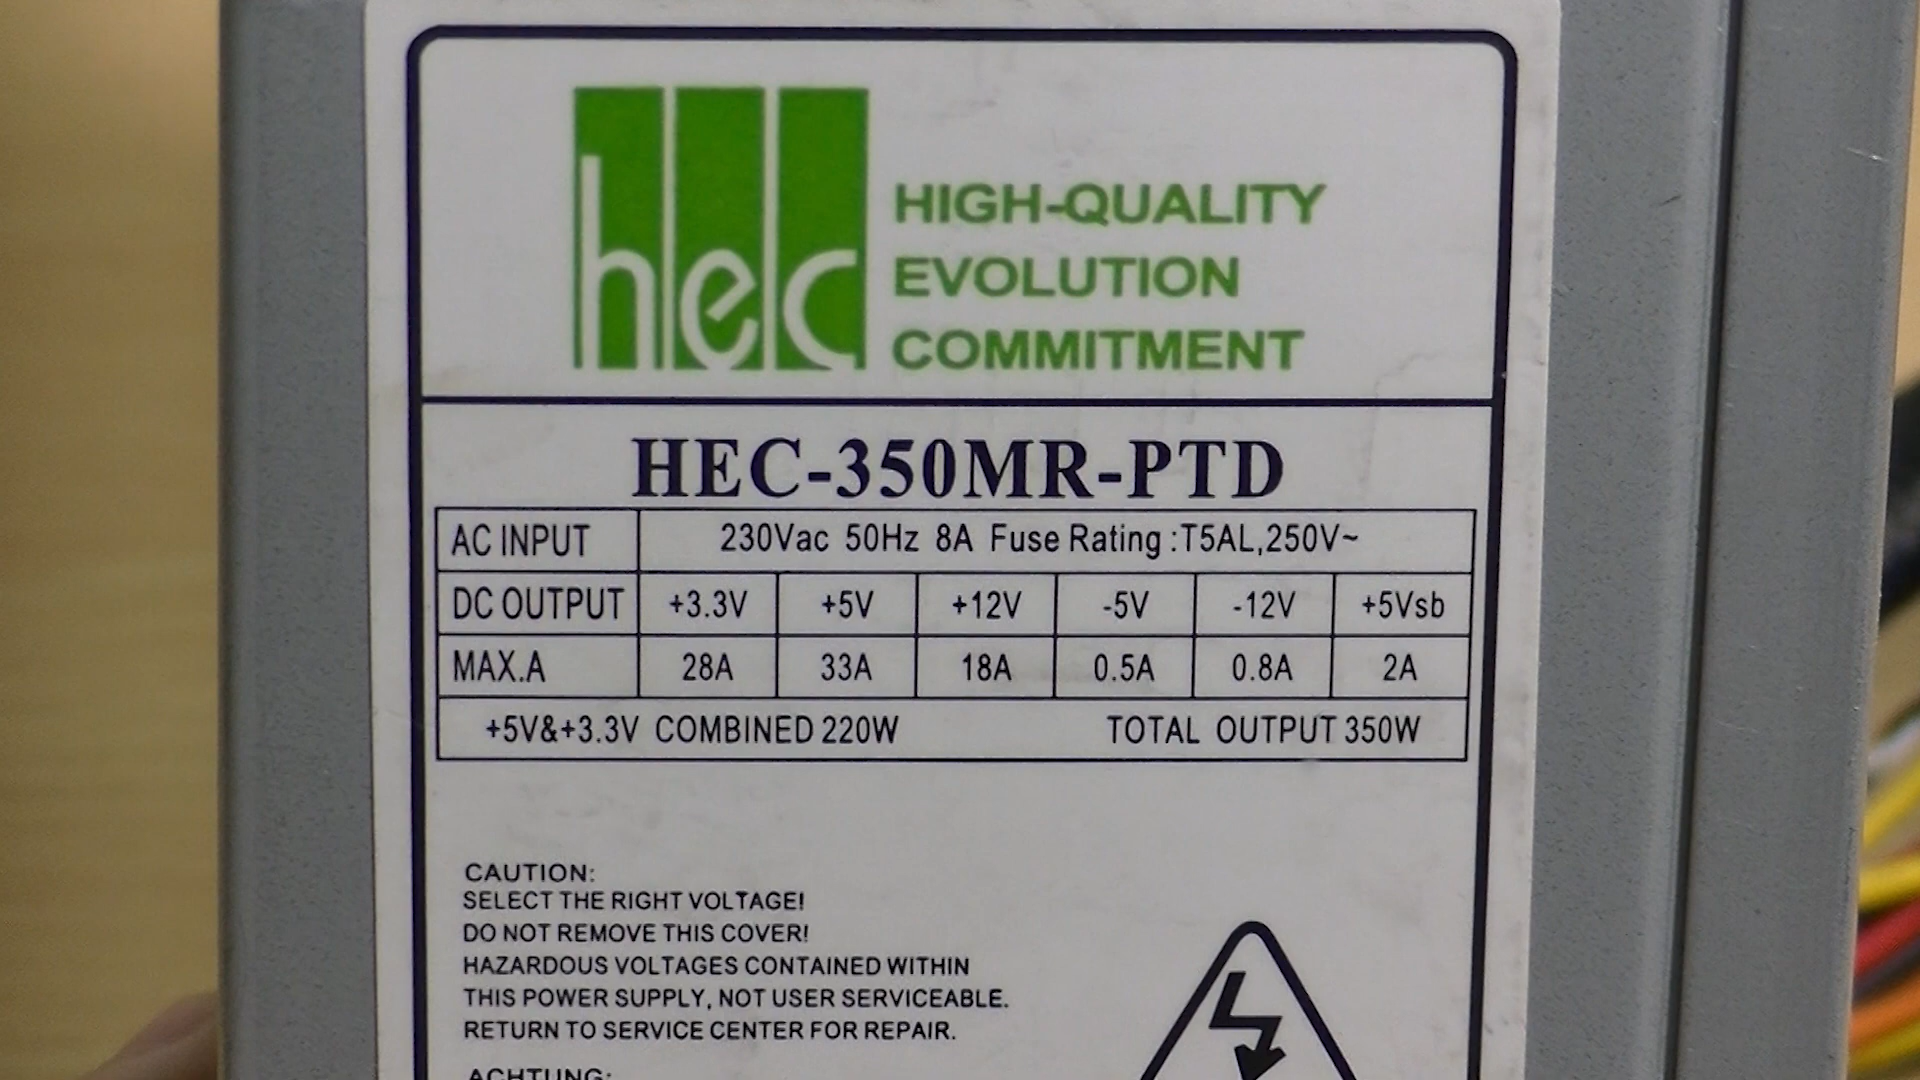 hec
HIGH-QUALITY
EVOLUTION
COMMITMENT
HEC-350MR-PTD
AC INPUT 230Vac 50Hz 8A Fuse Rating :T5AL,250V~
DC OUTPUT +3.3V +5V +12V -5V -12V +5Vsb
MAX.A 28A 33A 18A 0.5A 0.8A 2A
+5V&+3.3V COMBINED 220W TOTAL OUTPUT 350W
CAUTION:
SELECT THE RIGHT VOLTAGE!
DO NOT REMOVE THIS COVER!
HAZARDOUS VOLTAGES CONTAINED WITHIN
THIS POWER SUPPLY, NOT USER SERVICEABLE.
RETURN TO SERVICE CENTER FOR REPAIR.
ACHTUNG: